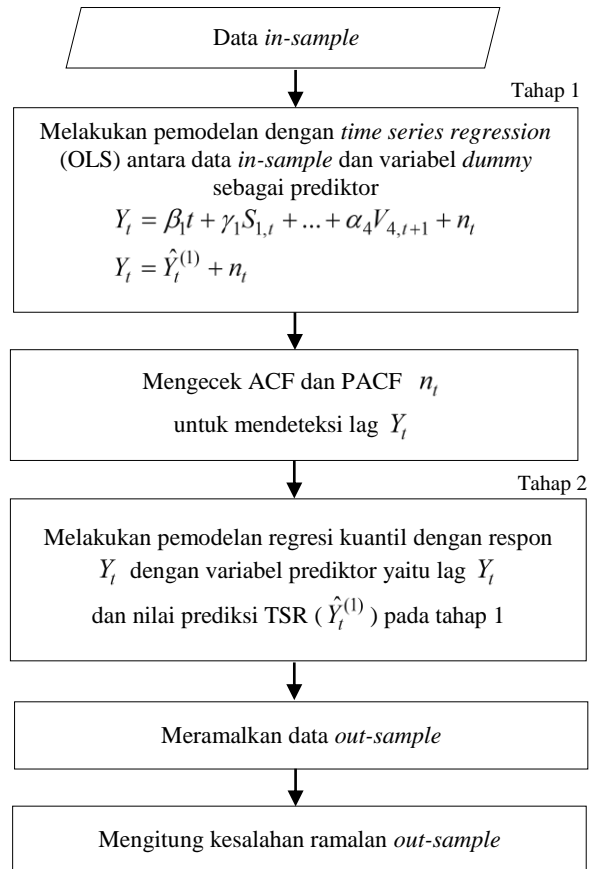 Data in-sample
Tahap 1
Melakukan pemodelan dengan time series regression
(OLS) antara data in-sample dan variabel dummy
sebagai prediktor
Y_t = β_1 t + γ_1 S_{1,t} + ... + α_4 V_{4,t+1} + n_t
Y_t = Ŷ_t^{(1)} + n_t
Mengecek ACF dan PACF n_t
untuk mendeteksi lag Y_t
Tahap 2
Melakukan pemodelan regresi kuantil dengan respon
Y_t dengan variabel prediktor yaitu lag Y_t
dan nilai prediksi TSR ( Ŷ_t^{(1)} ) pada tahap 1
Meramalkan data out-sample
Mengitung kesalahan ramalan out-sample